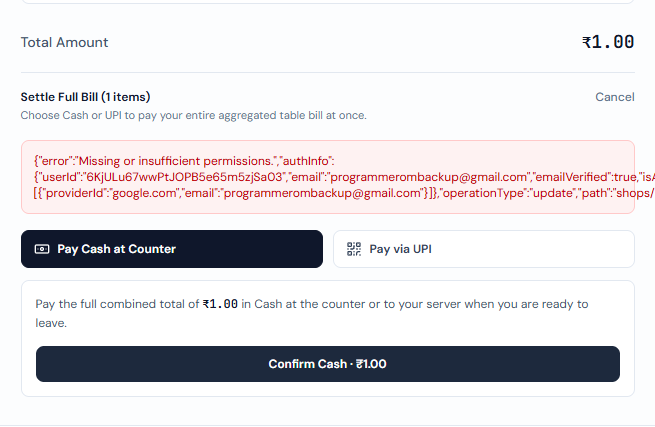 Total Amount ₹1.00
Settle Full Bill (1 items) Cancel
Choose Cash or UPI to pay your entire aggregated table bill at once.
{"error":"Missing or insufficient permissions.","authInfo":
{"userId":"6KjULu67wwPtJOPB5e65m5zjSa03","email":"programmerombackup@gmail.com","emailVerified":true,"isA
[{"providerId":"google.com","email":"programmerombackup@gmail.com"}]},"operationType":"update","path":"shops/
Pay Cash at Counter
Pay via UPI
Pay the full combined total of ₹1.00 in Cash at the counter or to your server when you are ready to
leave.
Confirm Cash · ₹1.00